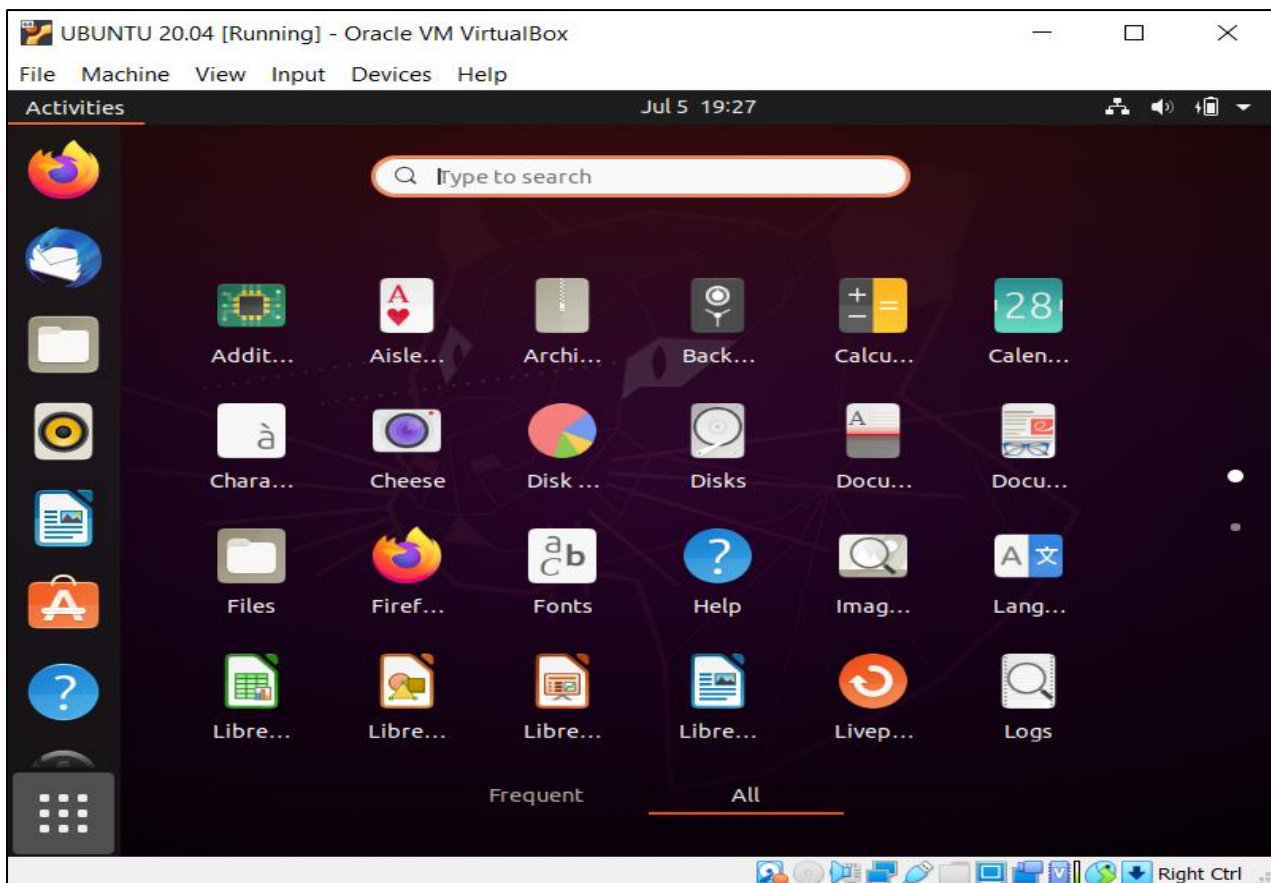 UBUNTU 20.04 [Running] - Oracle VM VirtualBox
File Machine View Input Devices Help
Activities Jul 5 19:27
Type to search
Addit... Aisle... Archi... Back... Calcu... Calen...
A 28
Chara... Cheese Disk ... Disks Docu... Docu...
à A
Files Firef... Fonts Help Imag... Lang...
a b C ? A 文
Libre... Libre... Libre... Libre... Livep... Logs
Frequent All
Right Ctrl